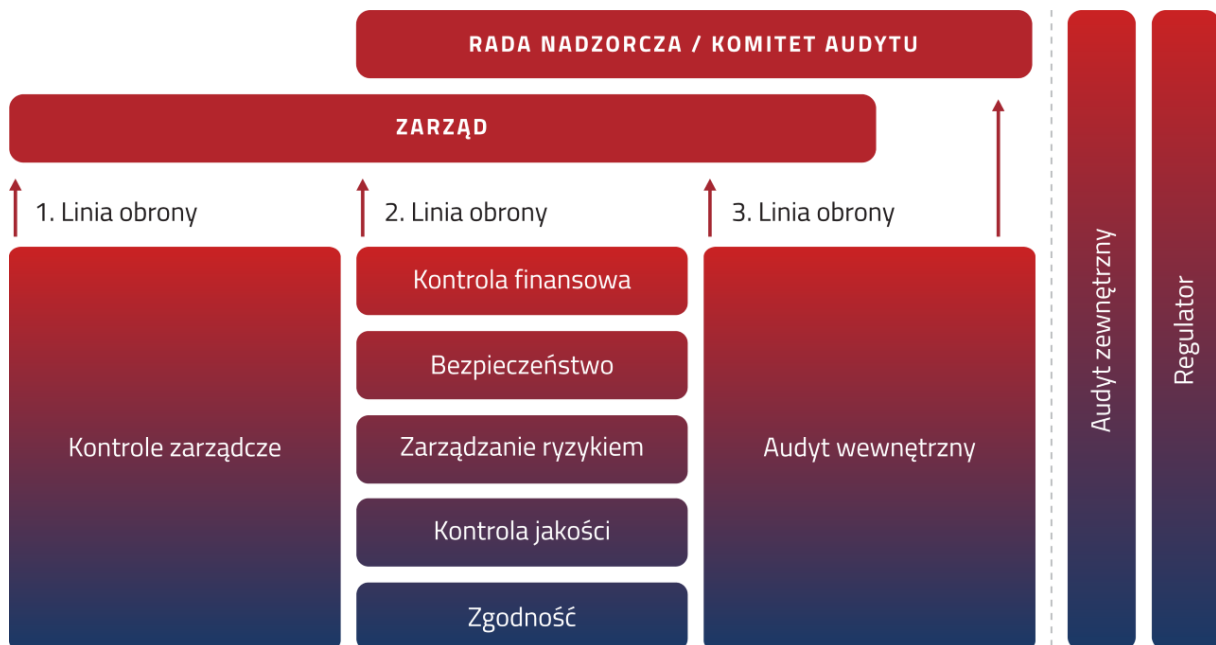 RADA NADZORCZA / KOMITET AUDYTU
ZARZĄD
1. Linia obrony
2. Linia obrony
3. Linia obrony
Kontrole zarządcze
Kontrola finansowa
Bezpieczeństwo
Zarządzanie ryzykiem
Kontrola jakości
Zgodność
Audyt wewnętrzny
Audyt zewnętrzny
Regulator